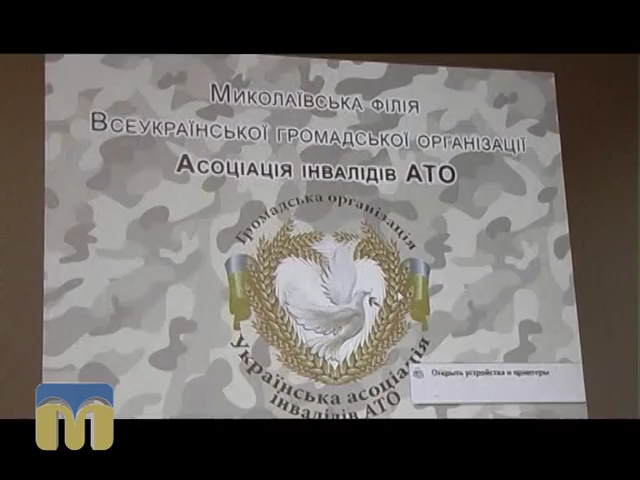 Миколаївська філія
Всеукраїнської громадської організації
Асоціація інвалідів АТО
Громадська організація
Українська асоціація
інвалідів АТО
Открыть устройства и принтеры
M